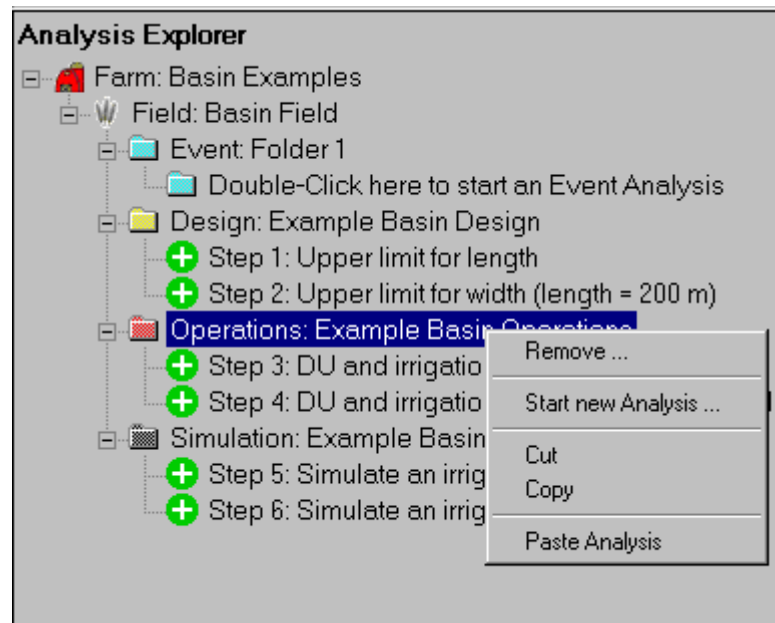 Analysis Explorer
Farm: Basin Examples
Field: Basin Field
Event: Folder 1
Double-Click here to start an Event Analysis
Design: Example Basin Design
Step 1: Upper limit for length
Step 2: Upper limit for width (length = 200 m)
Operations: Example Basin Operations
Step 3: DU and irrigatio
Step 4: DU and irrigatio
Simulation: Example Basin
Step 5: Simulate an irrig
Step 6: Simulate an irrig
Remove ...
Start new Analysis ...
Cut
Copy
Paste Analysis